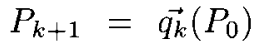 $P_{k+1} = \vec{q_k}(P_0)$